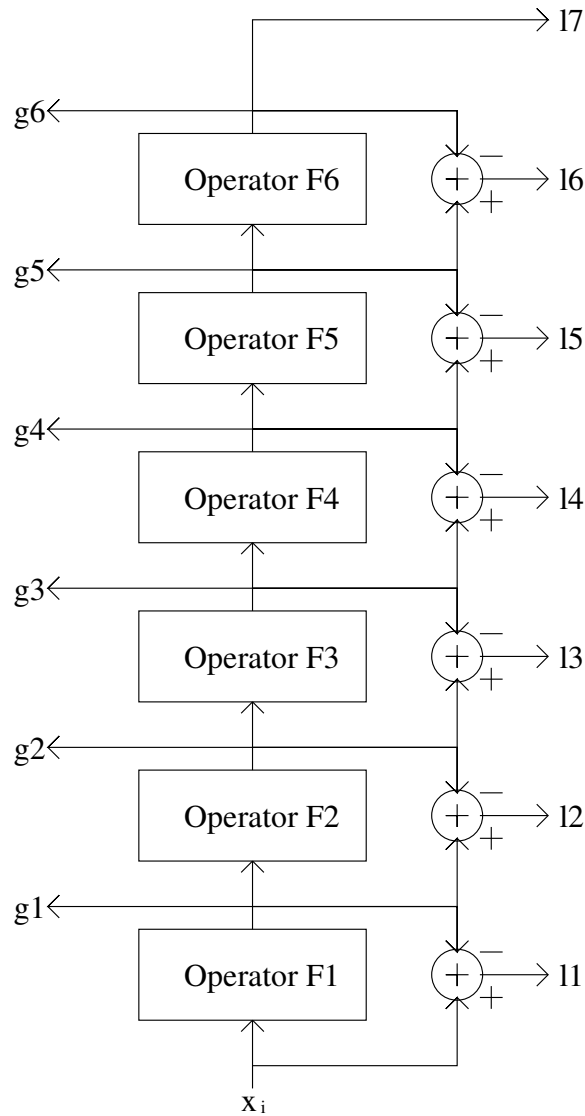 l7
g6
Operator F6
−
+
l6
+
g5
Operator F5
−
+
l5
+
g4
Operator F4
−
+
l4
+
g3
Operator F3
−
+
l3
+
g2
Operator F2
−
+
l2
+
g1
Operator F1
−
+
l1
+
x i